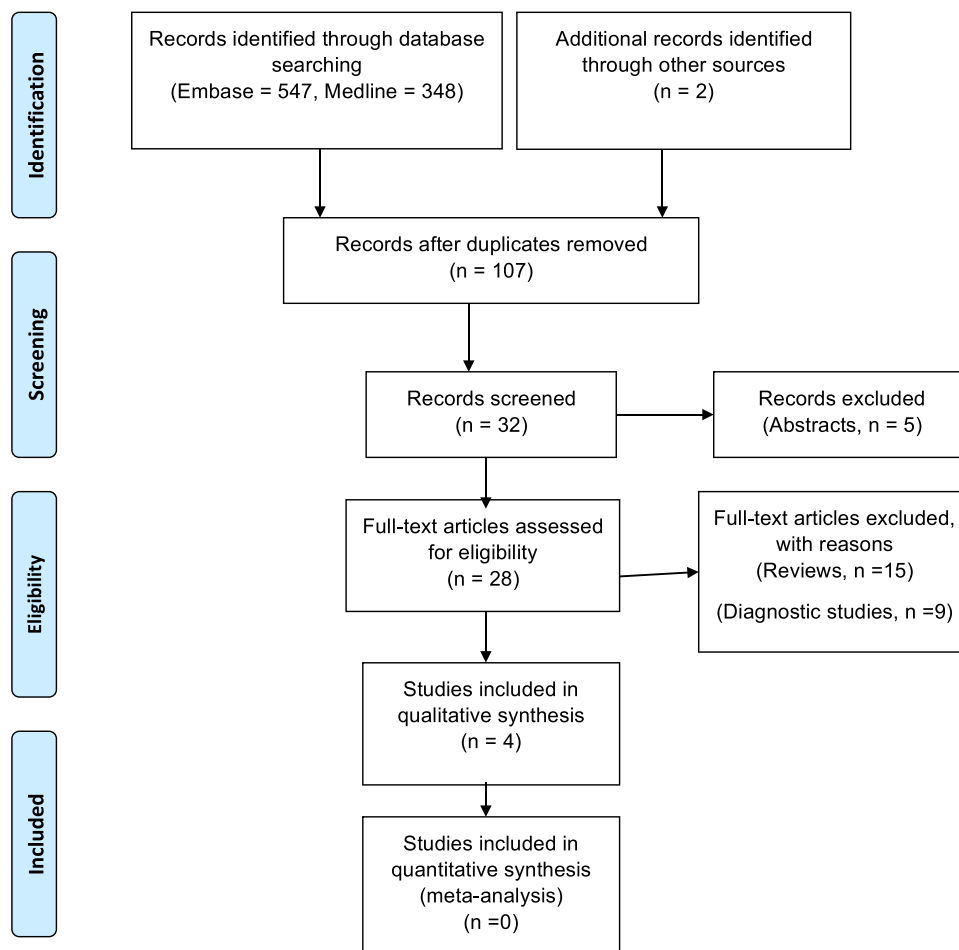 Identification
Records identified through database
searching
(Embase = 547, Medline = 348)
Additional records identified
through other sources
(n = 2)
Records after duplicates removed
(n = 107)
Screening
Records screened
(n = 32)
Records excluded
(Abstracts, n = 5)
Eligibility
Full-text articles assessed
for eligibility
(n = 28)
Full-text articles excluded,
with reasons
(Reviews, n =15)
(Diagnostic studies, n =9)
Studies included in
qualitative synthesis
(n = 4)
Included
Studies included in
quantitative synthesis
(meta-analysis)
(n =0)